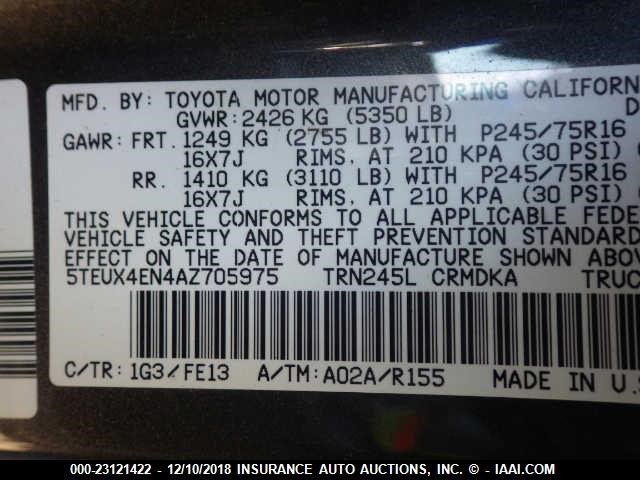 MFD. BY: TOYOTA MOTOR MANUFACTURING CALIFORN
GVWR: 2426 KG (5350 LB)
GAWR: FRT. 1249 KG (2755 LB) WITH P245/75R16
16X7J RIMS, AT 210 KPA (30 PSI)
RR. 1410 KG (3110 LB) WITH P245/75R16
16X7J RIMS, AT 210 KPA (30 PSI)
THIS VEHICLE CONFORMS TO ALL APPLICABLE FEDE
VEHICLE SAFETY AND THEFT PREVENTION STANDARD
EFFECT ON THE DATE OF MANUFACTURE SHOWN ABOVE
5TEUX4EN4AZ705975 TRN245L CRMDKA TRUC
C/TR: 1G3/FE13 A/TM: A02A/R155 MADE IN U.S
000-23121422 - 12/10/2018 INSURANCE AUTO AUCTIONS, INC. (C) - IAAI.COM